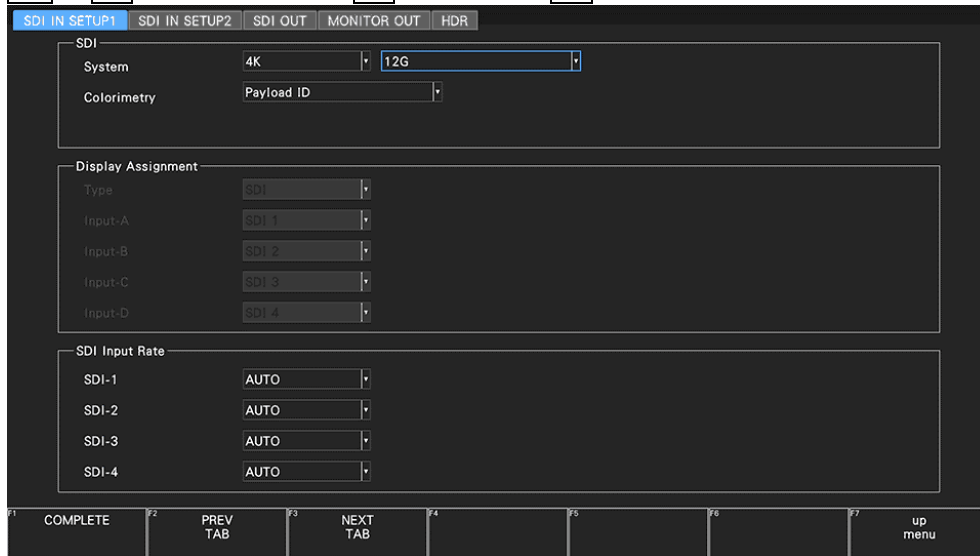 SDI IN SETUP1 SDI IN SETUP2 SDI OUT MONITOR OUT HDR
SDI
System 4K 12G
Colorimetry Payload ID
Display Assignment
Type SDI
Input-A SDI 1
Input-B SDI 2
Input-C SDI 3
Input-D SDI 4
SDI Input Rate
SDI-1 AUTO
SDI-2 AUTO
SDI-3 AUTO
SDI-4 AUTO
F1 COMPLETE F2 PREV F3 NEXT F4 F5 F6 F7 up
TAB TAB menu